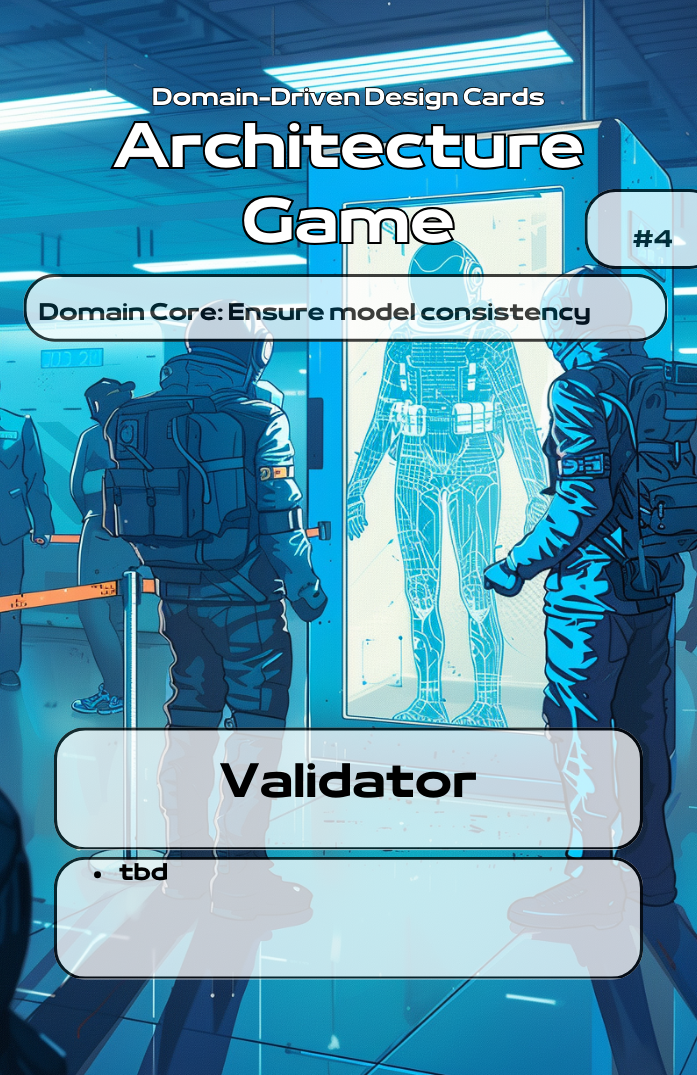 Domain-Driven Design Cards
Architecture
Game
#4
Domain Core: Ensure model consistency
Validator
• tbd